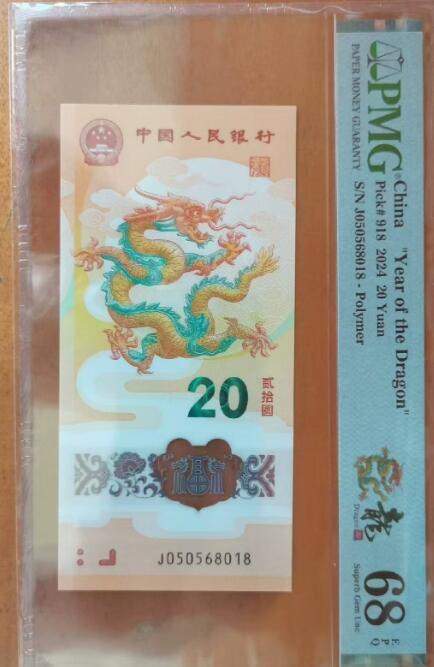 中国人民银行
20
贰拾圆
J050568018
PMG
PAPER MONEY GUARANTY
China "Year of the Dragon"
Pick# 918 2024 20 Yuan
S/N J050568018 - Polymer
龍
Dragon
68 EPQ
Superb Gem Unc